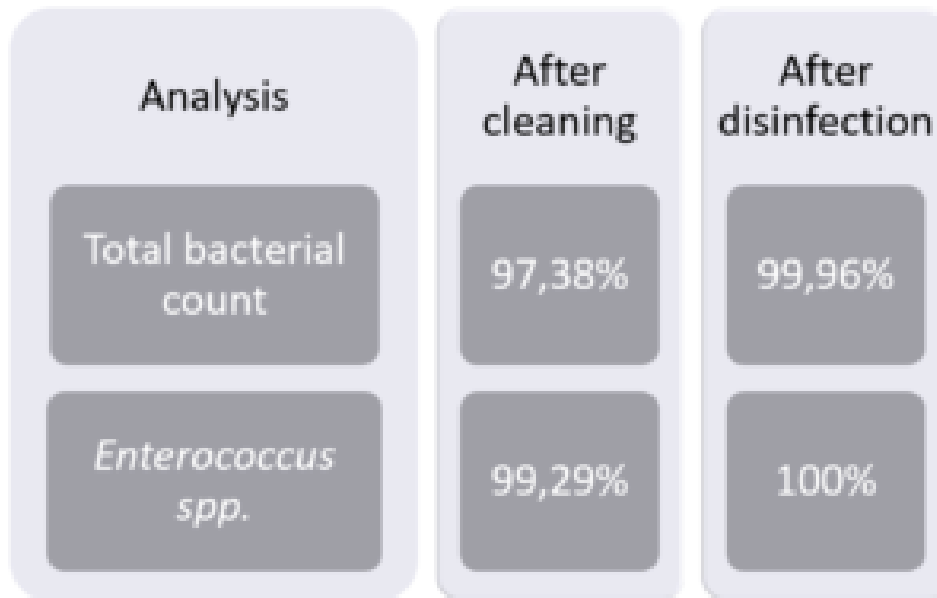 Analysis
After
cleaning
After
disinfection
Total bacterial
count
97,38%
99,96%
Enterococcus
spp.
99,29%
100%